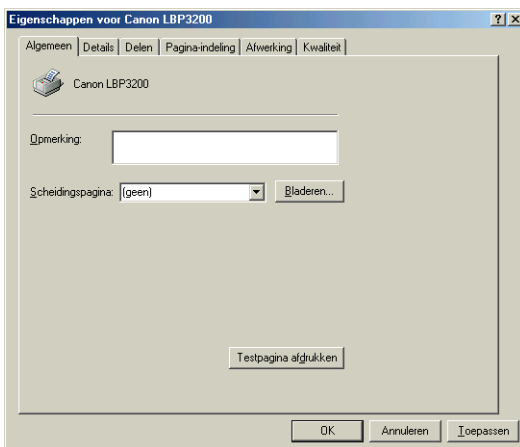 Eigenschappen voor Canon LBP3200
Algemeen Details Delen Pagina-indeling Afwerking Kwaliteit
Canon LBP3200
Opmerking:
Scheidingspagina: (geen) Bladeren...
Testpagina afdrukken
OK Annuleren Toepassen